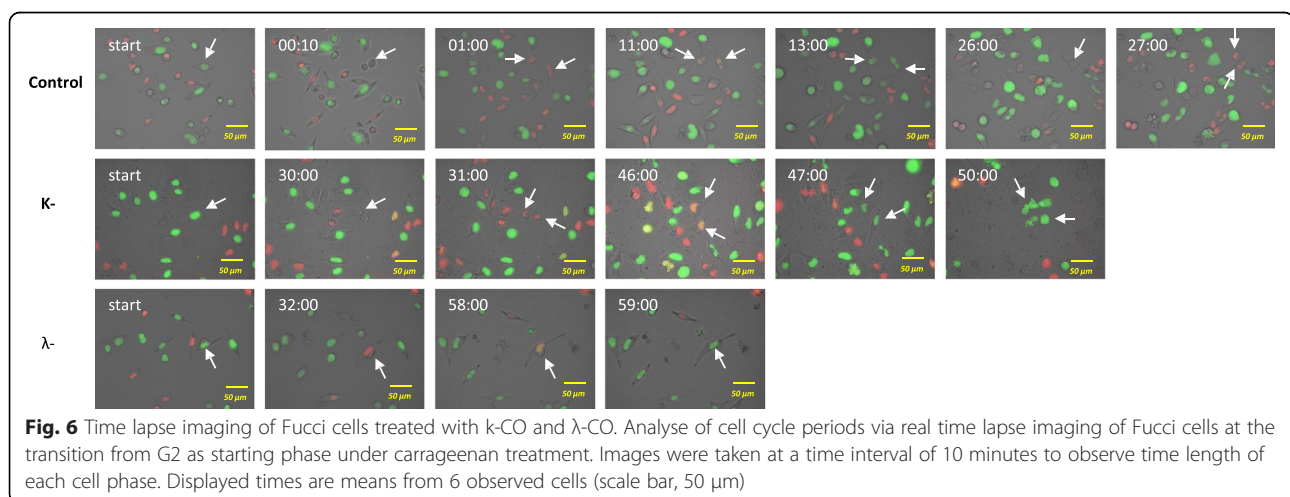 start 00:10 01:00 11:00 13:00 26:00 27:00
Control
50 µm 50 µm 50 µm 50 µm 50 µm 50 µm 50 µm
start 30:00 31:00 46:00 47:00 50:00
K-
50 µm 50 µm 50 µm 50 µm 50 µm 50 µm
start 32:00 58:00 59:00
λ-
50 µm 50 µm 50 µm 50 µm
Fig. 6 Time lapse imaging of Fucci cells treated with k-CO and λ-CO. Analyse of cell cycle periods via real time lapse imaging of Fucci cells at the
transition from G2 as starting phase under carrageenan treatment. Images were taken at a time interval of 10 minutes to observe time length of
each cell phase. Displayed times are means from 6 observed cells (scale bar, 50 µm)